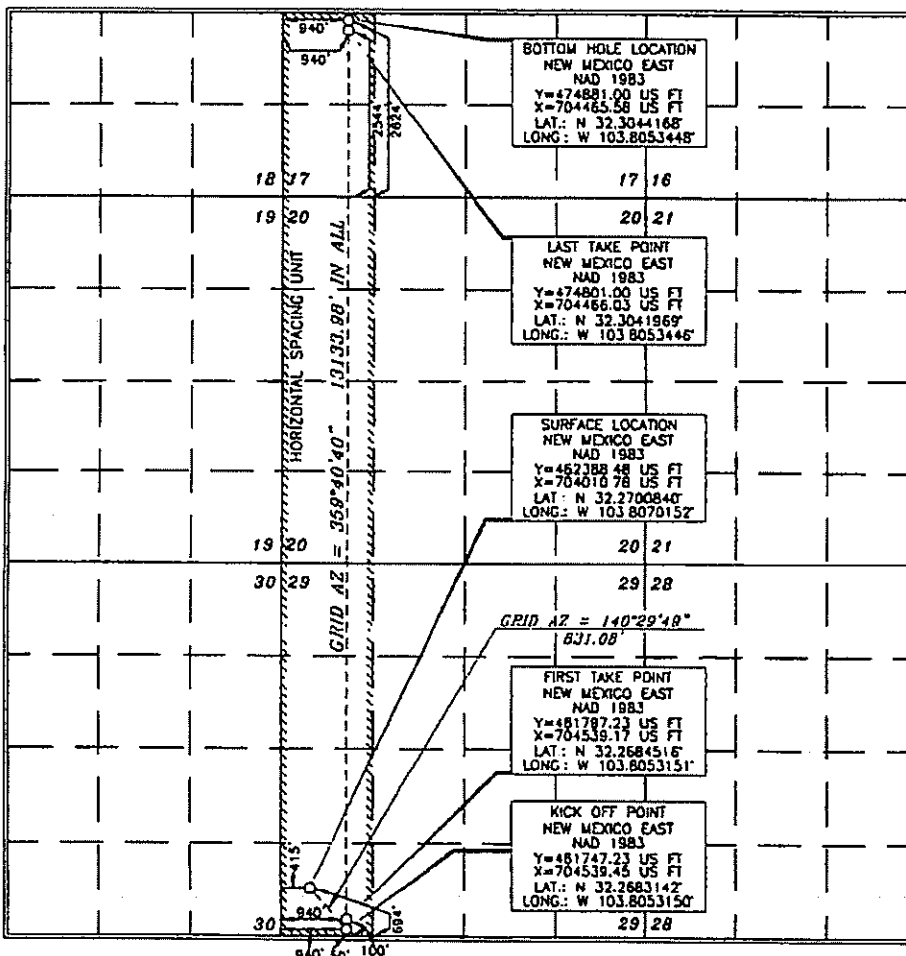 940'
940'
2544
2624'
BOTTOM HOLE LOCATION
NEW MEXICO EAST
NAD 1983
Y=474881.00 US FT
X=704465.58 US FT
LAT.: N 32.3044168°
LONG.: W 103.8053448°
18 17
17 16
19 20
20 21
LAST TAKE POINT
NEW MEXICO EAST
NAD 1983
Y=474801.00 US FT
X=704466.03 US FT
LAT.: N 32.3041969°
LONG.: W 103.8053446°
HORIZONTAL SPACING UNIT
GRID AZ = 359°40'40" 13133.98' IN ALL
SURFACE LOCATION
NEW MEXICO EAST
NAD 1983
Y=462388.48 US FT
X=704010.78 US FT
LAT.: N 32.2700840°
LONG.: W 103.8070152°
19 20
20 21
30 29
29 28
GRID AZ = 140°29'49"
831.08'
FIRST TAKE POINT
NEW MEXICO EAST
NAD 1983
Y=461797.23 US FT
X=704539.17 US FT
LAT.: N 32.2684516°
LONG.: W 103.8053151°
KICK OFF POINT
NEW MEXICO EAST
NAD 1983
Y=461747.23 US FT
X=704539.45 US FT
LAT.: N 32.2683142°
LONG.: W 103.8053150°
415'
940'
694'
30
29 28
940'
50'
100'